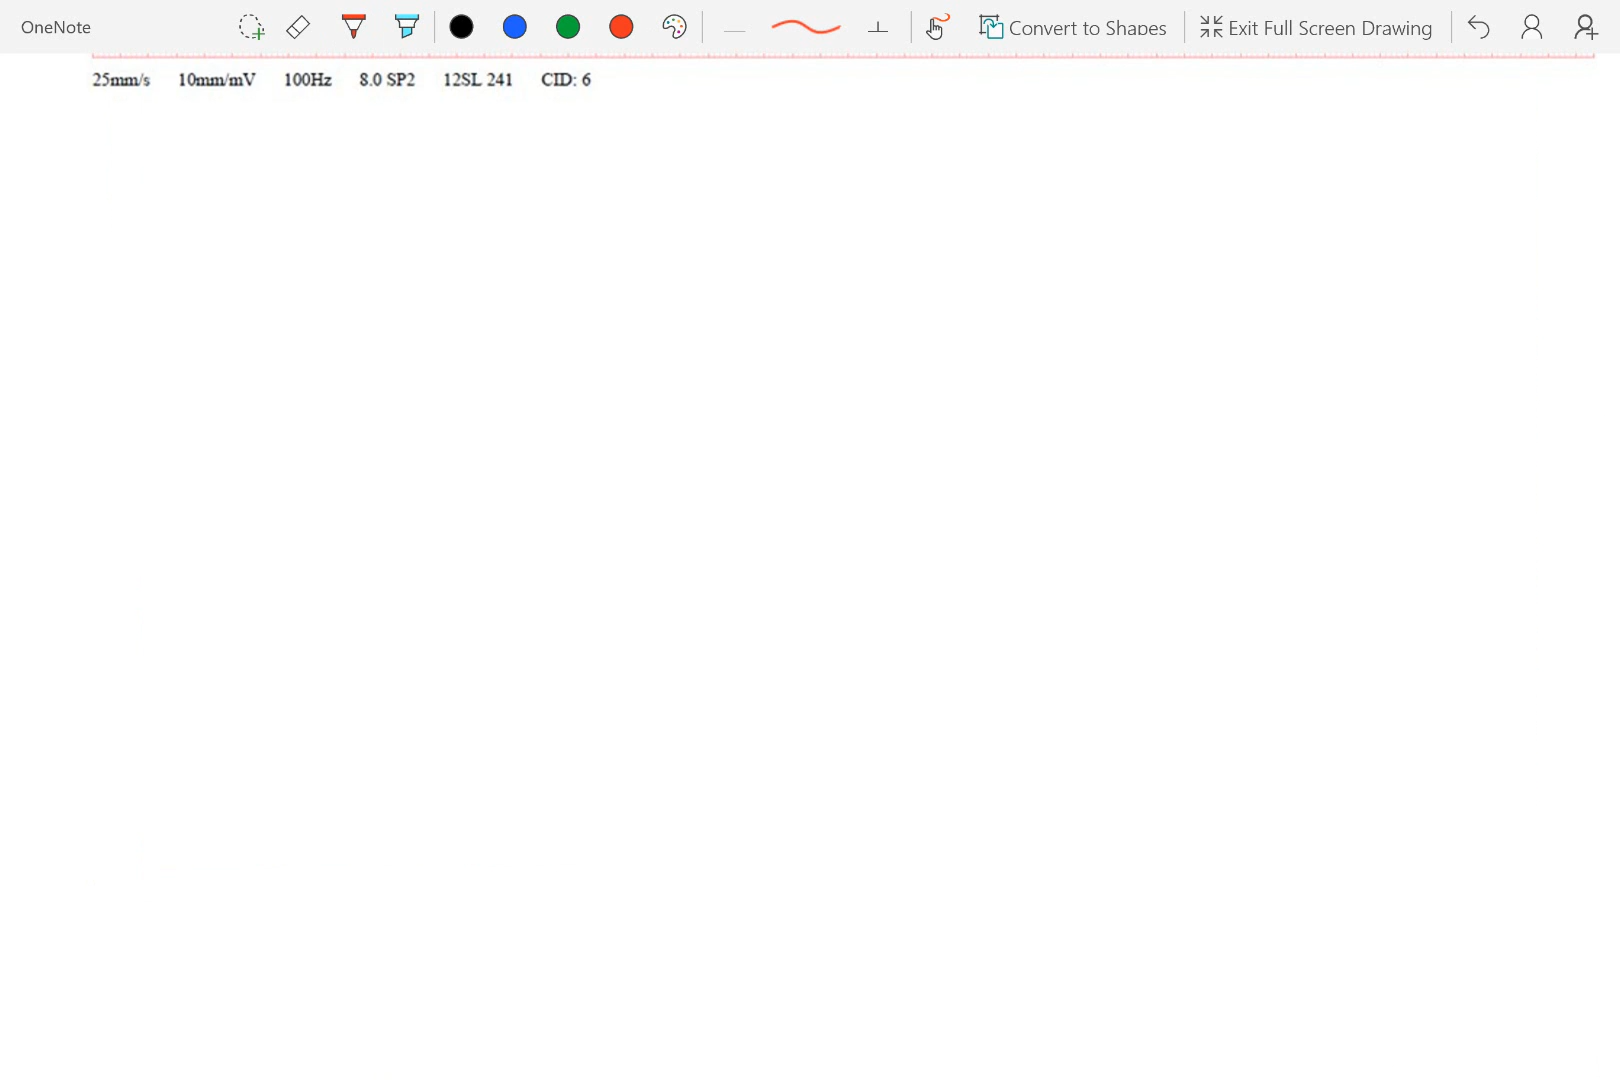 OneNote Convert to Shapes Exit Full Screen Drawing
25mm/s 10mm/mV 100Hz 8.0 SP2 12SL 241 CID: 6